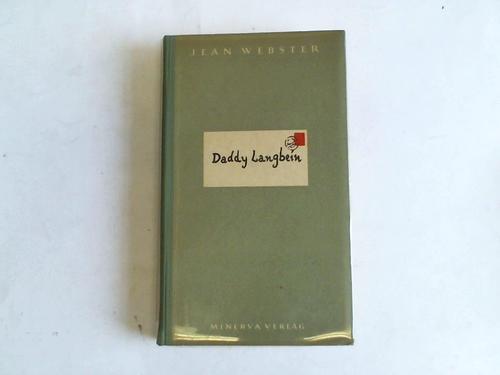 JEAN WEBSTER
Daddy Langbein
MINERVA VERLAG